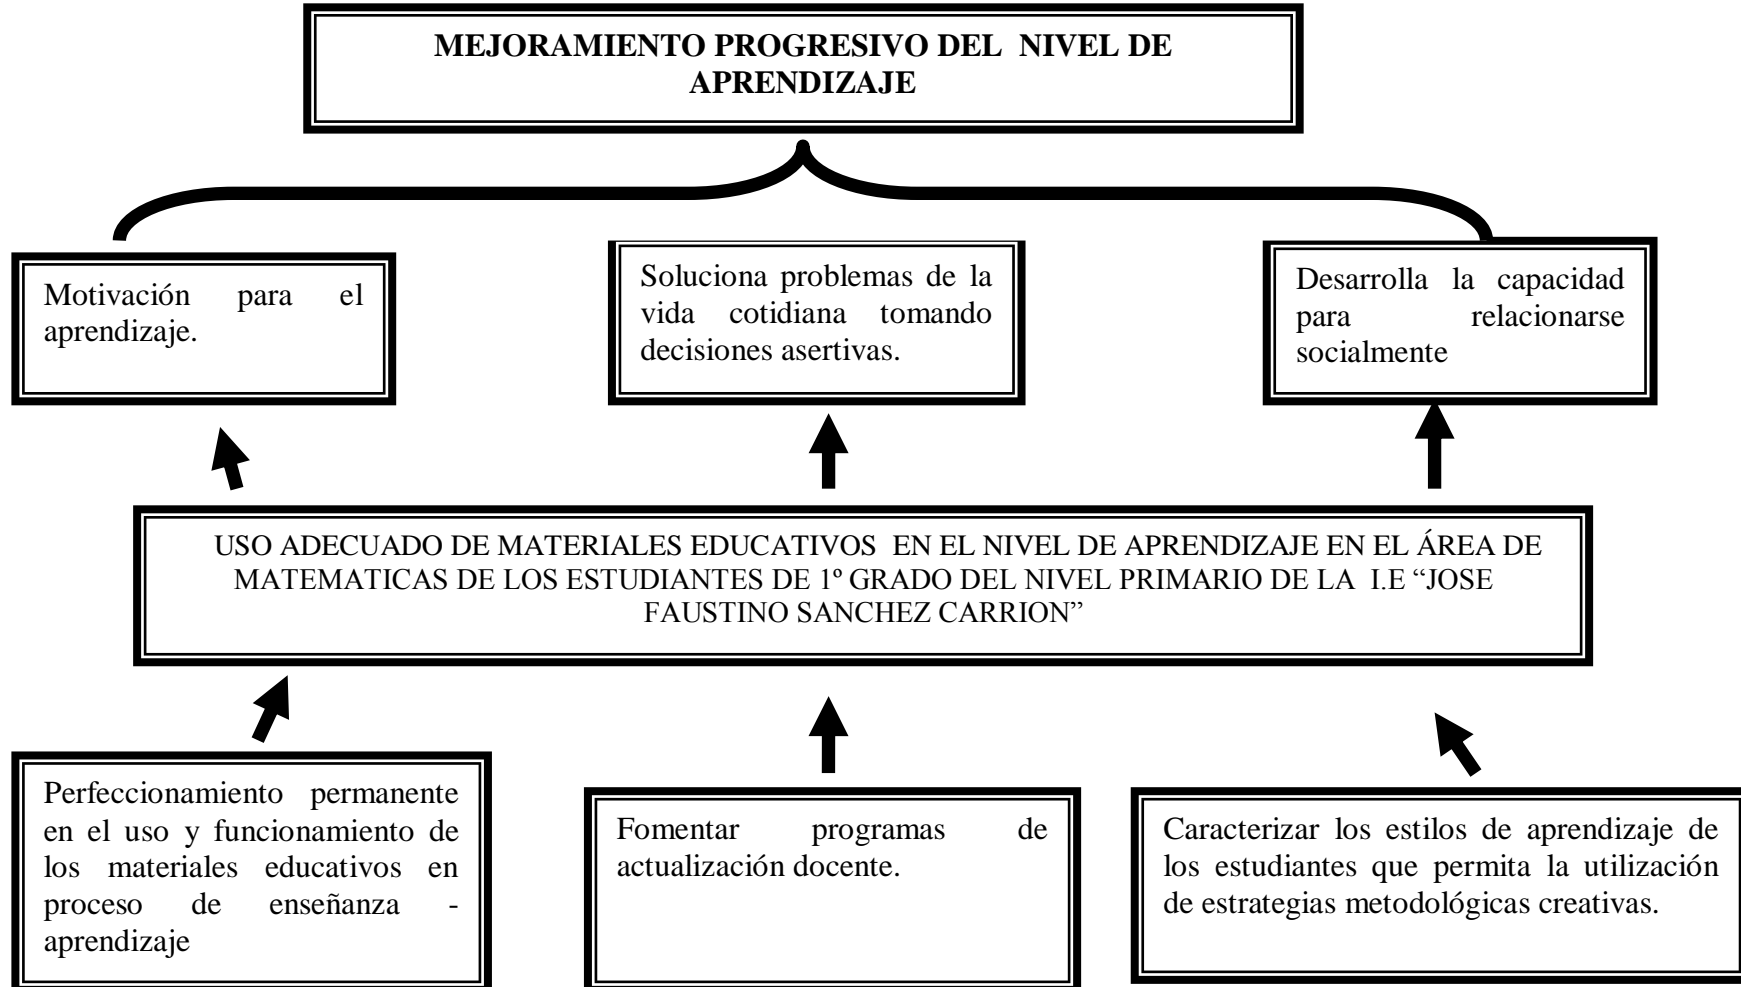 MEJORAMIENTO PROGRESIVO DEL NIVEL DE
APRENDIZAJE
Motivación para el
aprendizaje.
Soluciona problemas de la
vida cotidiana tomando
decisiones asertivas.
Desarrolla la capacidad
para relacionarse
socialmente
USO ADECUADO DE MATERIALES EDUCATIVOS EN EL NIVEL DE APRENDIZAJE EN EL ÁREA DE
MATEMATICAS DE LOS ESTUDIANTES DE 1º GRADO DEL NIVEL PRIMARIO DE LA I.E “JOSE
FAUSTINO SANCHEZ CARRION”
Perfeccionamiento permanente
en el uso y funcionamiento de
los materiales educativos en
proceso de enseñanza -
aprendizaje
Fomentar programas de
actualización docente.
Caracterizar los estilos de aprendizaje de
los estudiantes que permita la utilización
de estrategias metodológicas creativas.